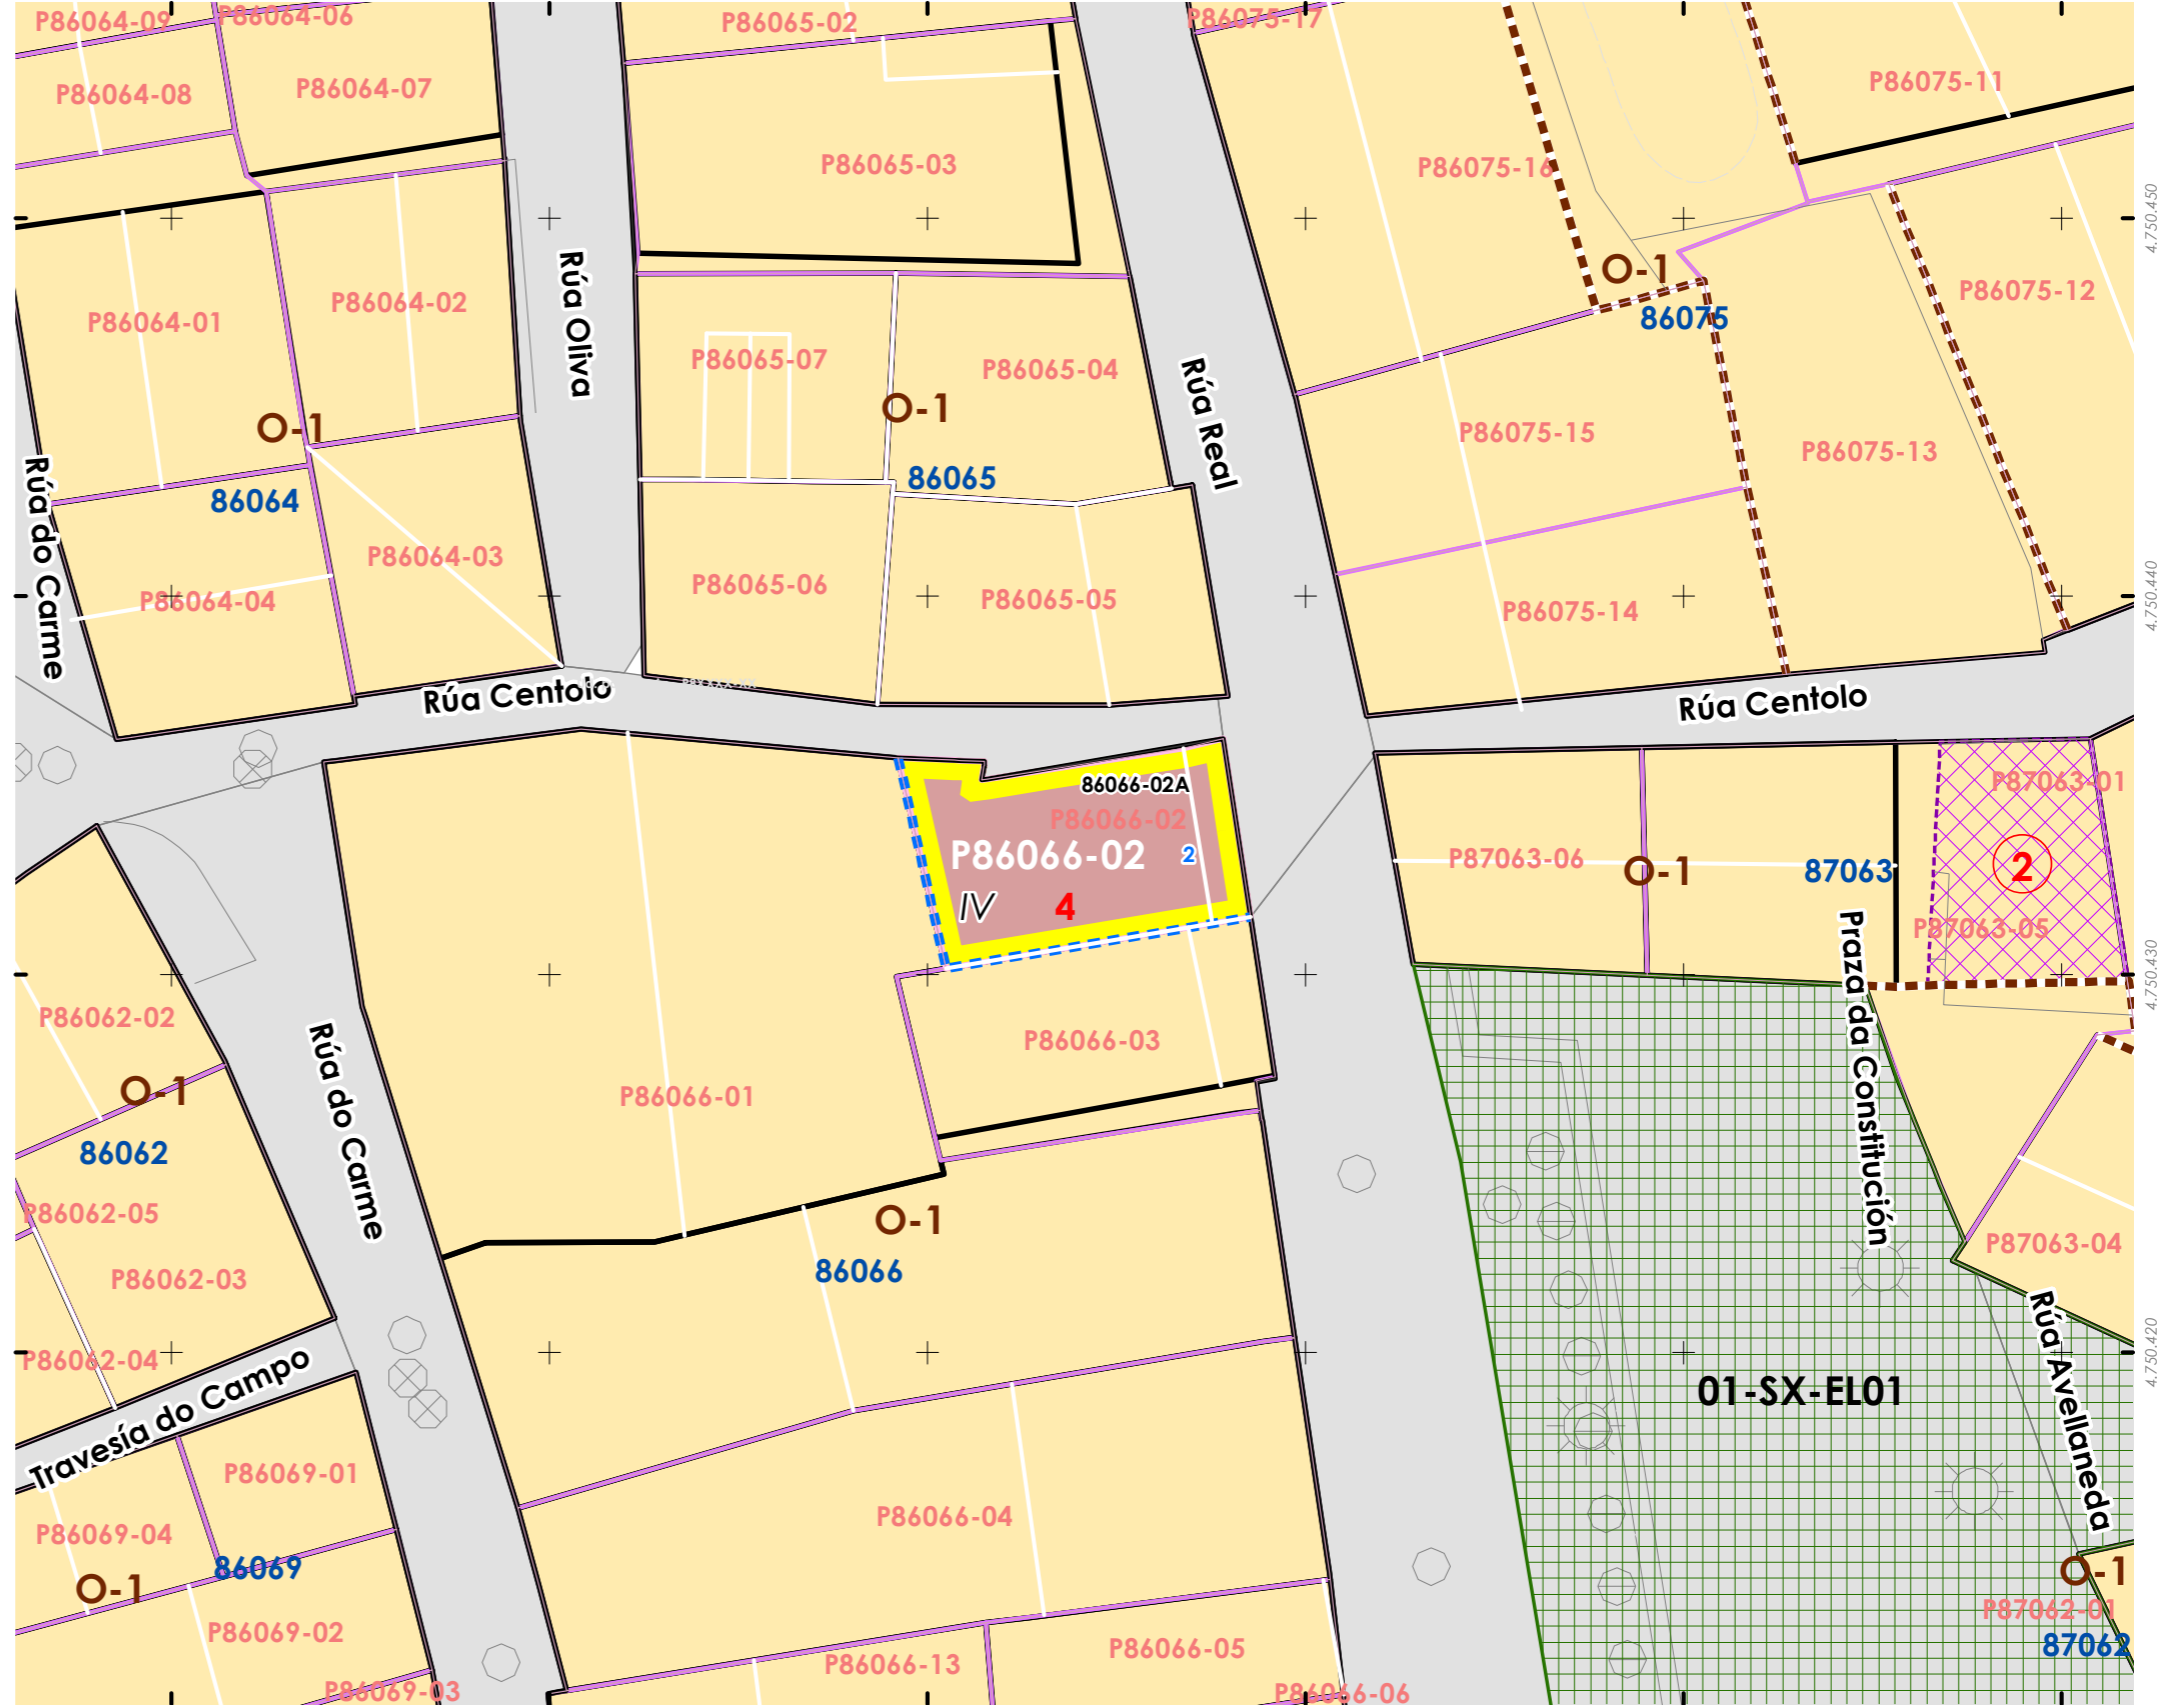 P86064-09
P86064-06
P86065-02
P86075-17
P86064-08
P86064-07
P86075-11
P86065-03
P86075-16
4.750.450
Rúa Oliva
O-1
P86075-12
P86064-01
P86064-02
86075
P86065-07
P86065-04
Rúa Real
O-1
O-1
P86075-15
P86075-13
86065
86064
Rúa do Carme
P86064-03
P86065-06
P86065-05
P86064-04
P86075-14
4.750.440
Rúa Centolo
Rúa Centolo
86066-02A
P87063-01
P86066-02
P86066-02
2
P87063-06
O-1
87063
2
IV
4
P87063-05
Praza da Constitución
4.750.430
P86062-02
Rúa do Carme
P86066-03
O-1
P86066-01
86062
P86062-05
O-1
P87063-04
86066
P86062-03
P86062-04
Travesía do Campo
Rúa Avellaneda
4.750.420
01-SX-EL01
P86069-01
P86069-04
P86066-04
86069
O-1
O-1
P87062-01
P86069-02
P86066-05
87062
P86066-13
P86069-03
P86066-06